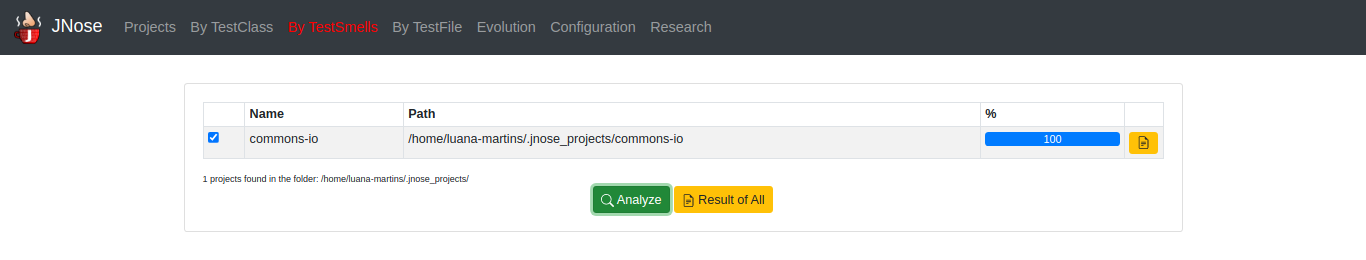 JNose Projects By TestClass By TestSmells By TestFile Evolution Configuration Research
Name Path %
commons-io /home/luana-martins/.jnose_projects/commons-io 100
1 projects found in the folder: /home/luana-martins/.jnose_projects/
Analyze Result of All